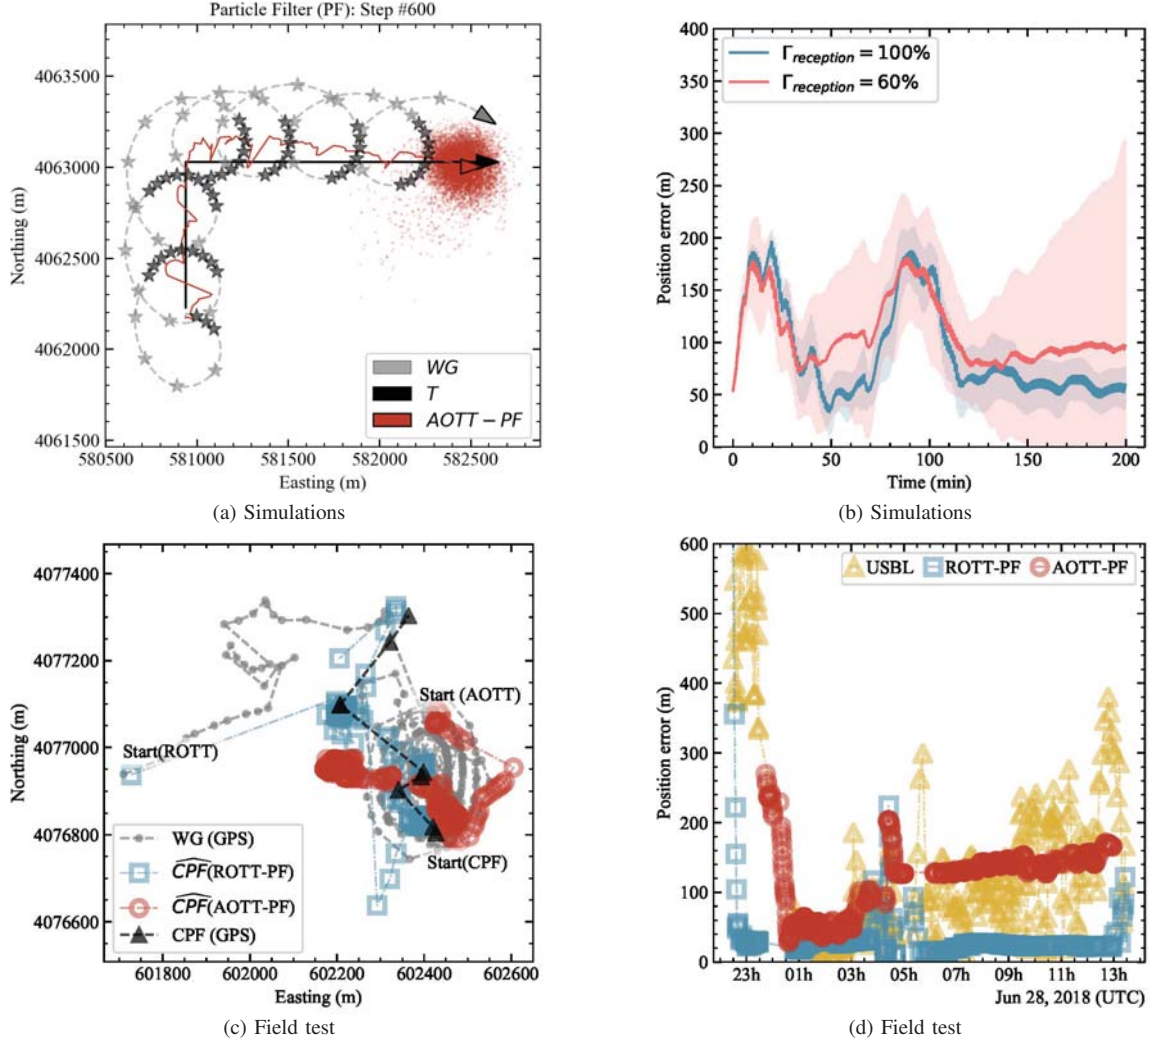 Particle Filter (PF): Step #600
Northing (m)
4063500
4063000
4062500
4062000
4061500
WG
T
AOTT − PF
580500 581000 581500 582000 582500
Easting (m)
(a) Simulations
Position error (m)
400
350
300
250
200
150
100
50
0
Γreception = 100%
Γreception = 60%
0 50 100 150 200
Time (min)
(b) Simulations
Northing (m)
4077400
4077200
4077000
4076800
4076600
Start (AOTT)
Start(ROTT)
Start(CPF)
WG (GPS)
CPF(ROTT-PF)
CPF(AOTT-PF)
CPF (GPS)
601800 602000 602200 602400 602600
Easting (m)
(c) Field test
Position error (m)
600
500
400
300
200
100
0
USBL ROTT-PF AOTT-PF
23h 01h 03h 05h 07h 09h 11h 13h
Jun 28, 2018 (UTC)
(d) Field test